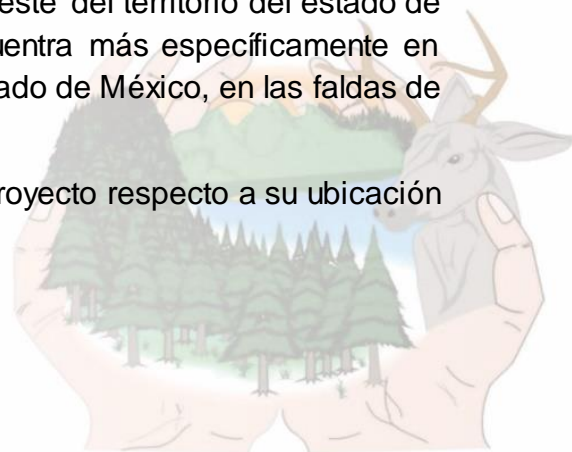 este del territorio del estado de
uentra más específicamente en
ado de México, en las faldas de
royecto respecto a su ubicación